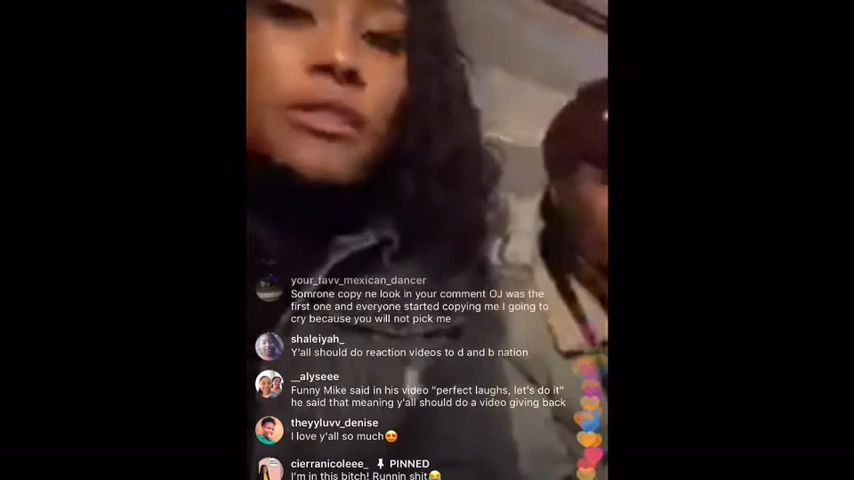 your_favv_mexican_dancer
Somrone copy ne look in your comment OJ was the
first one and everyone started copying me I going to
cry because you will not pick me
shaleiyah_
Y'all should do reaction videos to d and b nation
__alyseee
Funny Mike said in his video "perfect laughs, let's do it"
he said that meaning y'all should do a video giving back
theyyluvv_denise
I love y'all so much😍
cierranicoleee_ 📌 PINNED
I'm in this bitch! Runnin shit😂